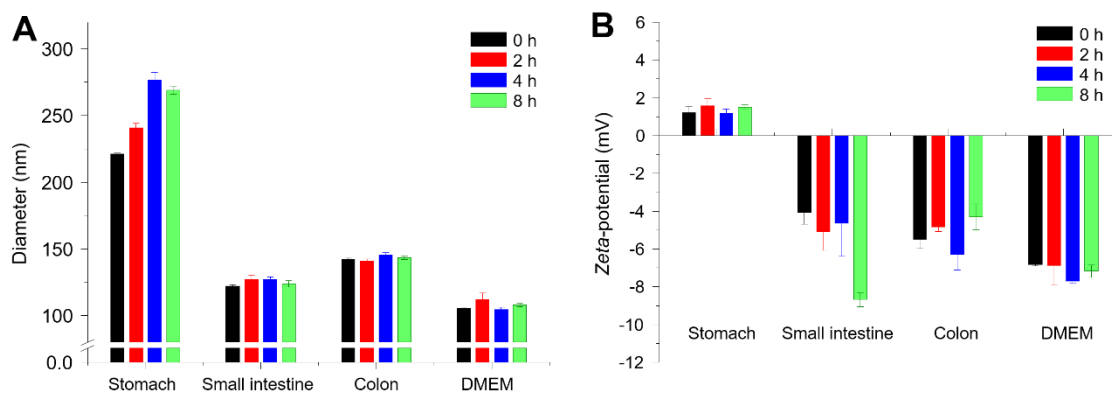 A
Diameter (nm)
300
250
200
150
100
0.0
0 h
2 h
4 h
8 h
Stomach
Small intestine
Colon
DMEM
B
Zeta-potential (mV)
6
4
2
0
-2
-4
-6
-8
-10
-12
0 h
2 h
4 h
8 h
Stomach
Small intestine
Colon
DMEM